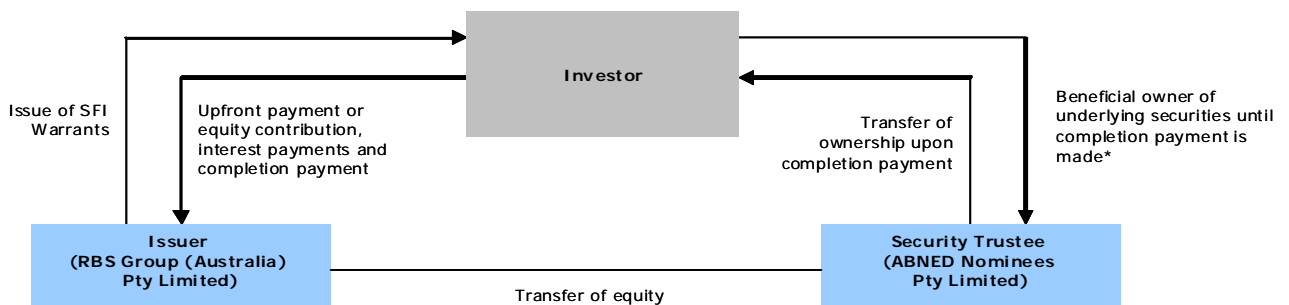 Investor
Issue of SFI
Warrants
Upfront payment or
equity contribution,
interest payments and
completion payment
Transfer of
ownership upon
completion payment
Beneficial owner of
underlying securities until
completion payment is
made*
Issuer
(RBS Group (Australia)
Pty Limited)
Security Trustee
(ABNED Nominees
Pty Limited)
Transfer of equity